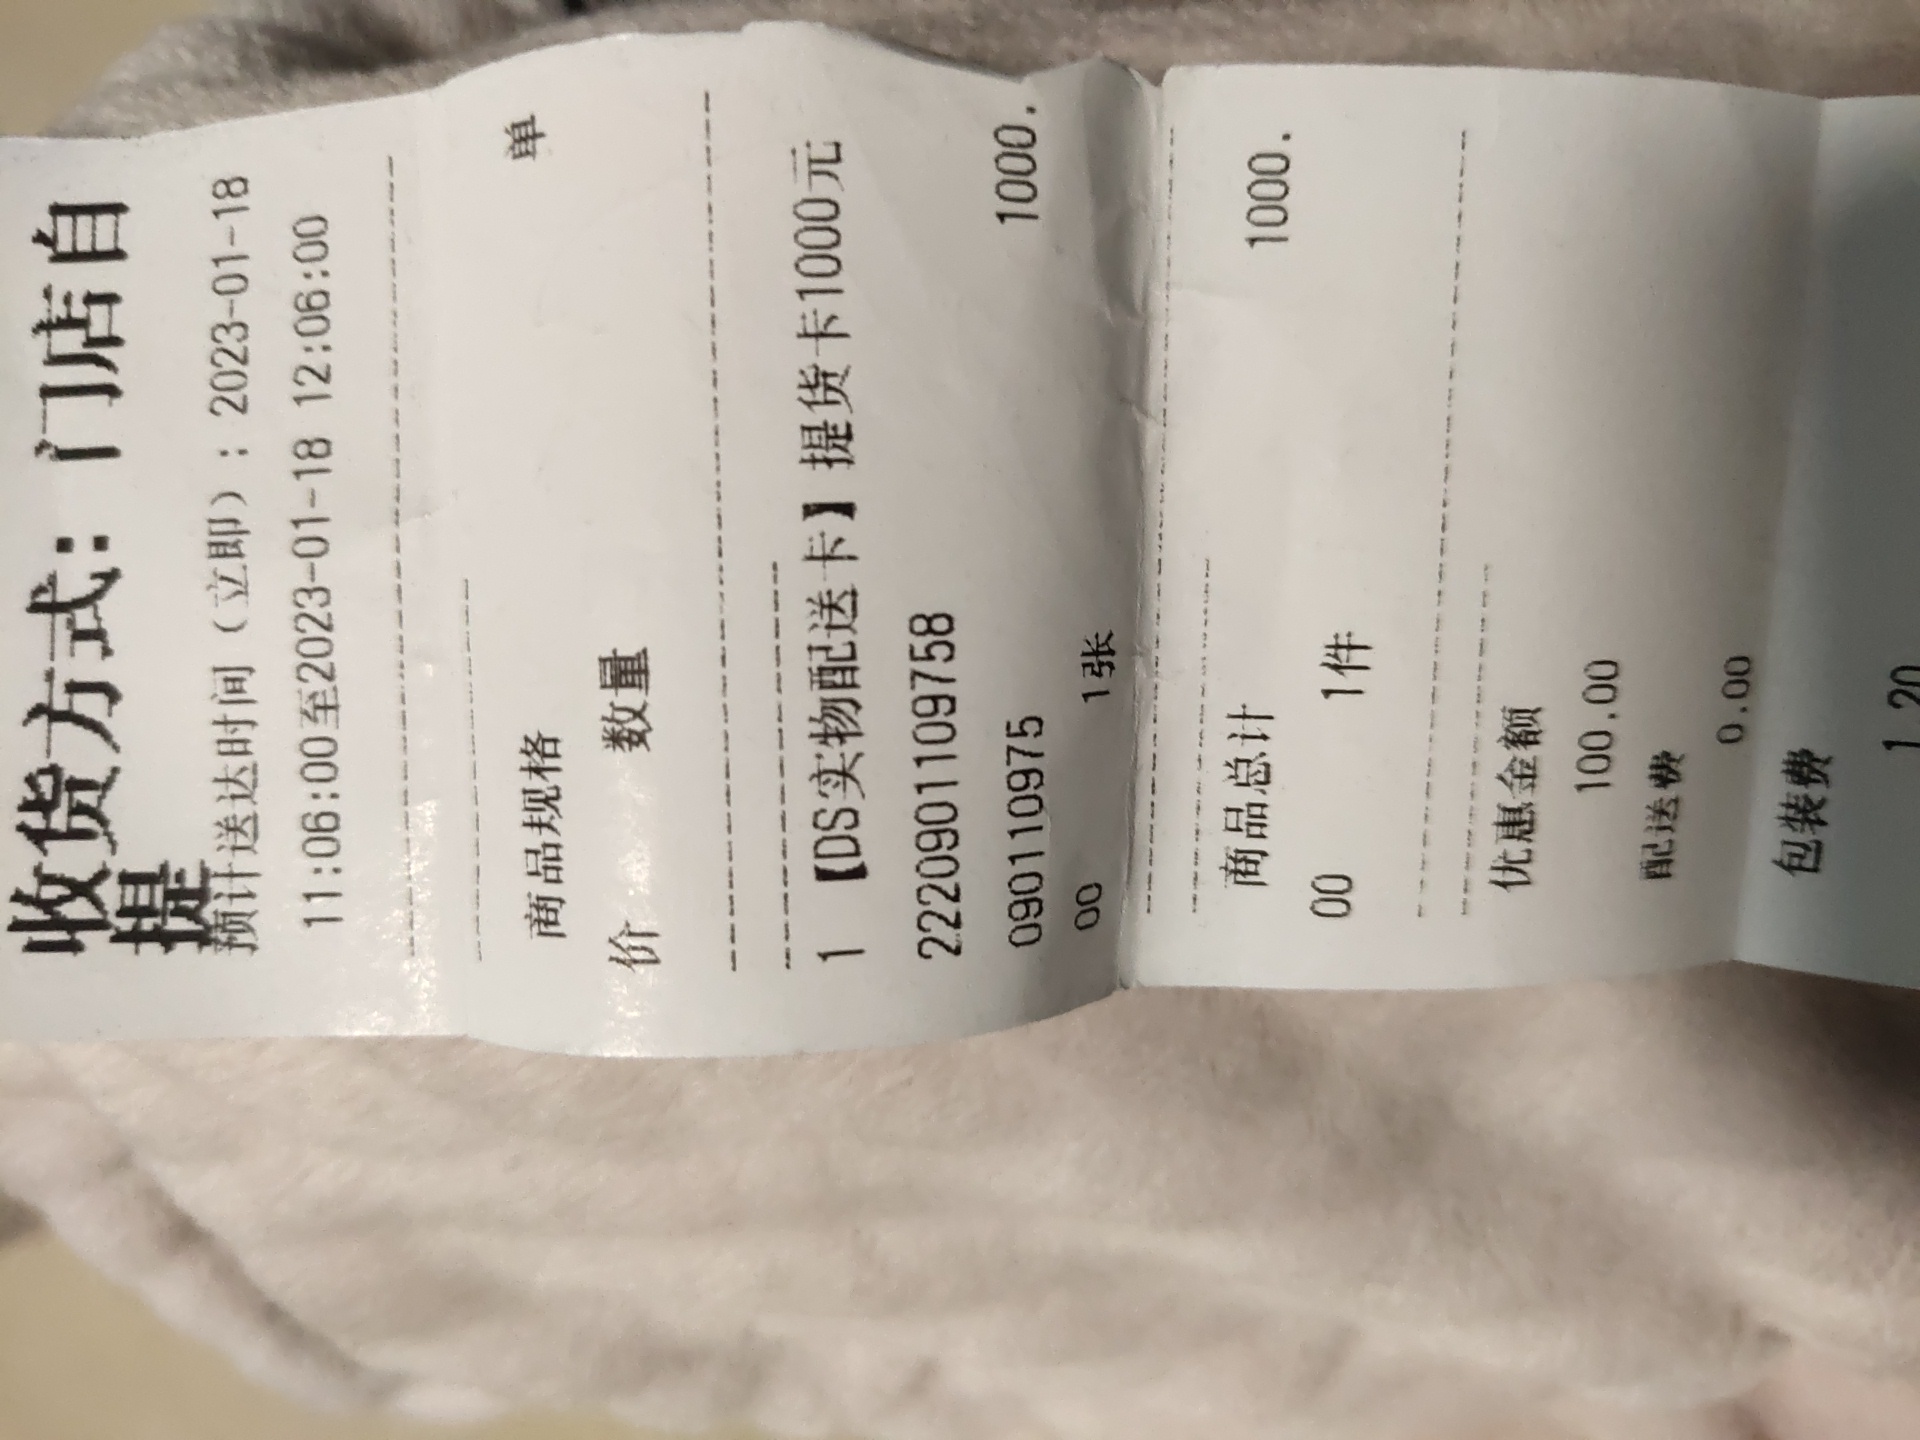 收货方式：门店自
提
预计送达时间（立即）：2023-01-18
11:06:00至2023-01-18 12:06:00
商品规格 单
价 数量
1 【DS实物配送卡】提货卡1000元
2220901109758
090110975 1000.
00 1张
商品总计 1000.
00 1件
优惠金额
100.00
配送费
0.00
包装费
1.20